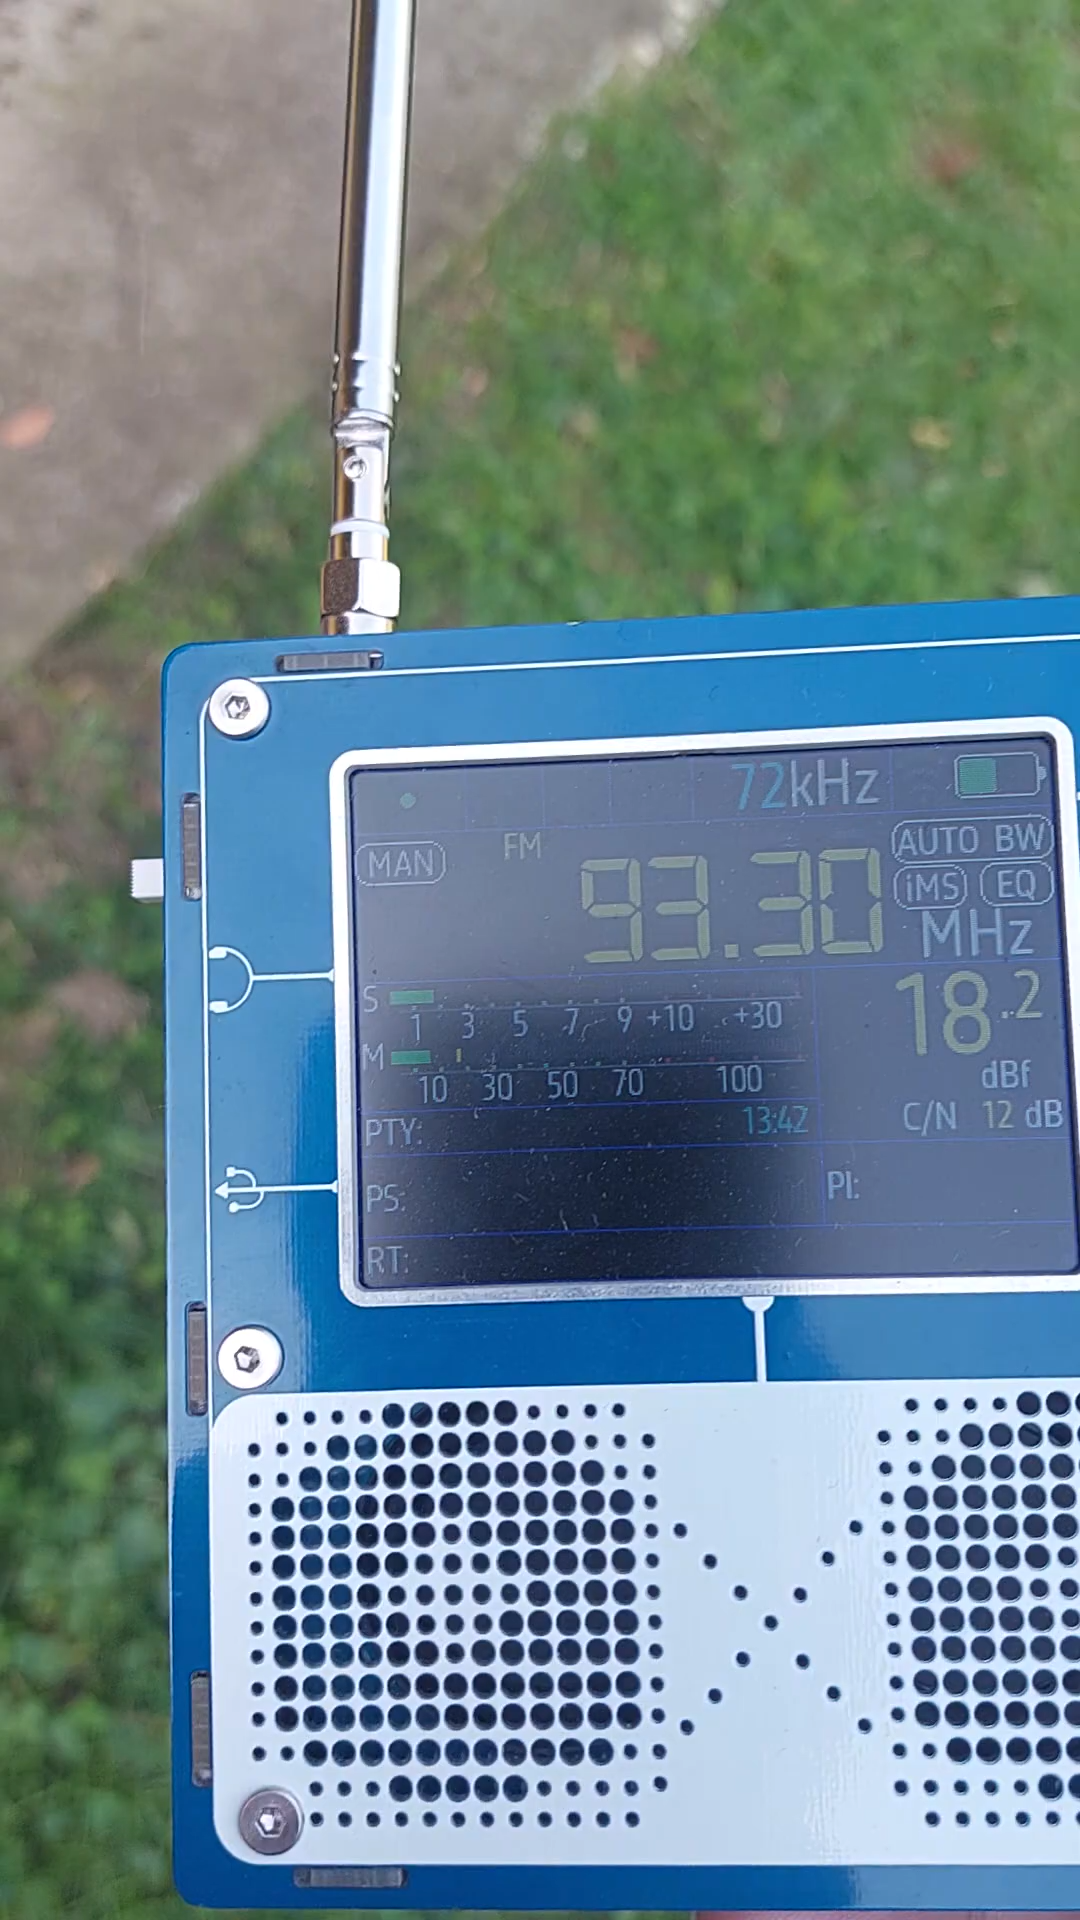 72kHz
MAN FM 93.30 MHz
AUTO BW
iMS EQ
S 1 3 5 7 9 +10 +30
M 10 30 50 70 100
18.2
dBf
PTY: 13:42
C/N 12 dB
PS:
PI:
RT: